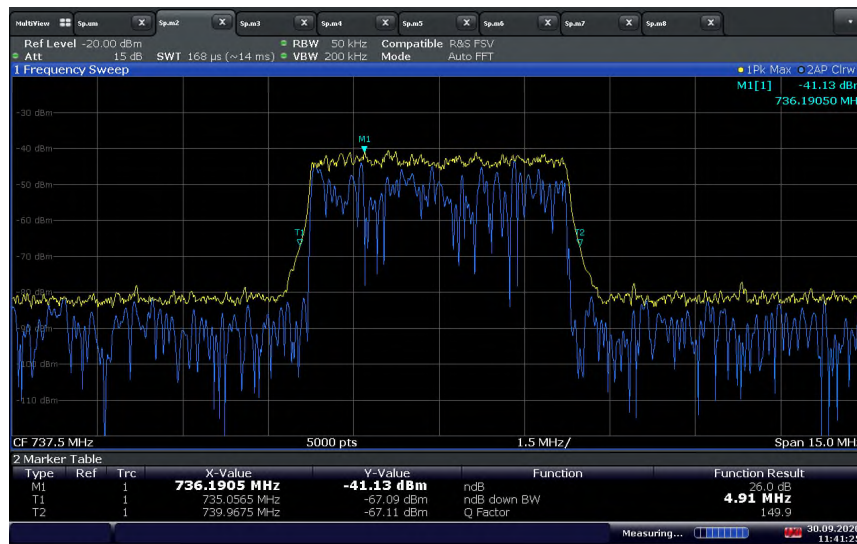 MultiView Sp.um X Sp.m2 X Sp.m3 X Sp.m4 X Sp.m5 X Sp.m6 X Sp.m7 X Sp.m8 X
Ref Level -20.00 dBm RBW 50 kHz Compatible R&S FSV
Att 15 dB SWT 168 µs (~14 ms) VBW 200 kHz Mode Auto FFT
1 Frequency Sweep 1Pk Max 2AP Clrw
M1[1] -41.13 dBm
736.19050 MH
-30 dBm
-40 dBm
M1
-50 dBm
-60 dBm
T1 T2
-70 dBm
-80 dBm
-90 dBm
-100 dBm
-110 dBm
CF 737.5 MHz 5000 pts 1.5 MHz/ Span 15.0 MH
2 Marker Table
Type Ref Trc X-Value Y-Value Function Function Result
M1 1 736.1905 MHz -41.13 dBm ndB 26.0 dB
T1 1 735.0565 MHz -67.09 dBm ndB down BW 4.91 MHz
T2 1 739.9675 MHz -67.11 dBm Q Factor 149.9
Measuring... 30.09.2020
11:41:25